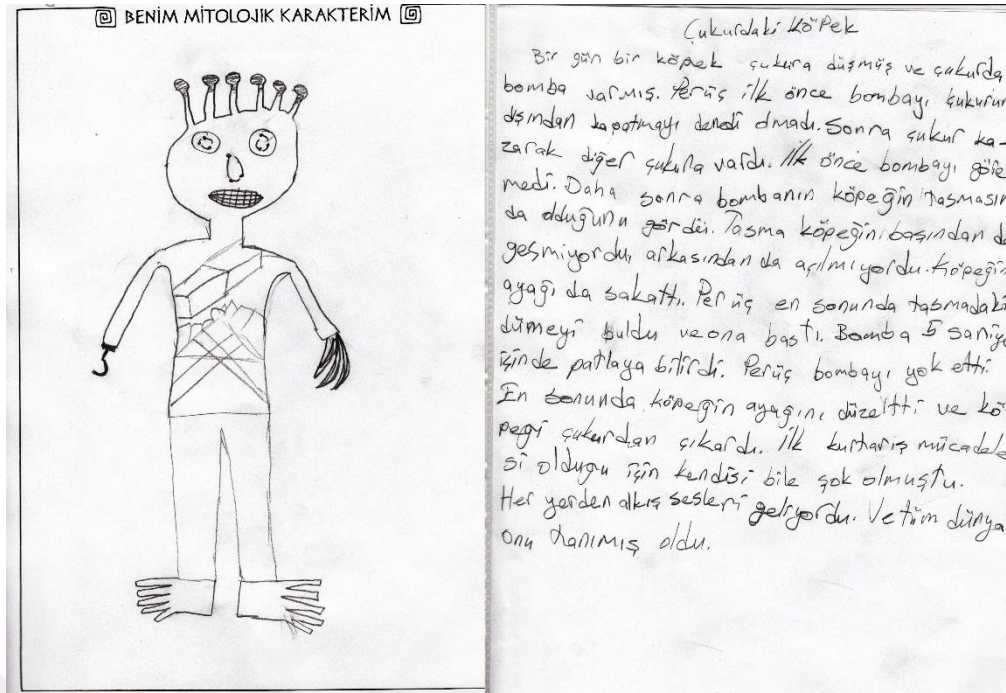 BENİM MİTOLOJİK KARAKTERİM
Çukurdaki Köpek
Bir gün bir köpek çukura düşmüş ve çukurda
bomba varmış. Perüç ilk önce bombayı çukurun
dışından kapatmayı denedi olmadı. Sonra çukur ka-
zarak diğer çukura vardı. İlk önce bombayı göre
medi. Daha sonra bombanın köpeğin tasmasın
da olduğunu gördü. Tasma köpeğin başından da
geşmiyordu, arkasından da açılmıyordu. Köpeğin
ayağı da sakattı. Perüç en sonunda tasmadaki
dümeyi buldu ve ona bastı. Bomba 5 saniye
içinde patlaya bilirdi. Perüç bombayı yok etti.
En sonunda köpeğin ayağını düzeltti ve kö
peği çukurdan çıkardı. İlk kurtarış mücadele
si olduğu için kendisi bile şok olmuştu.
Her yerden alkış sesleri geliyordu. Ve tüm dünya
onu tanımış oldu.